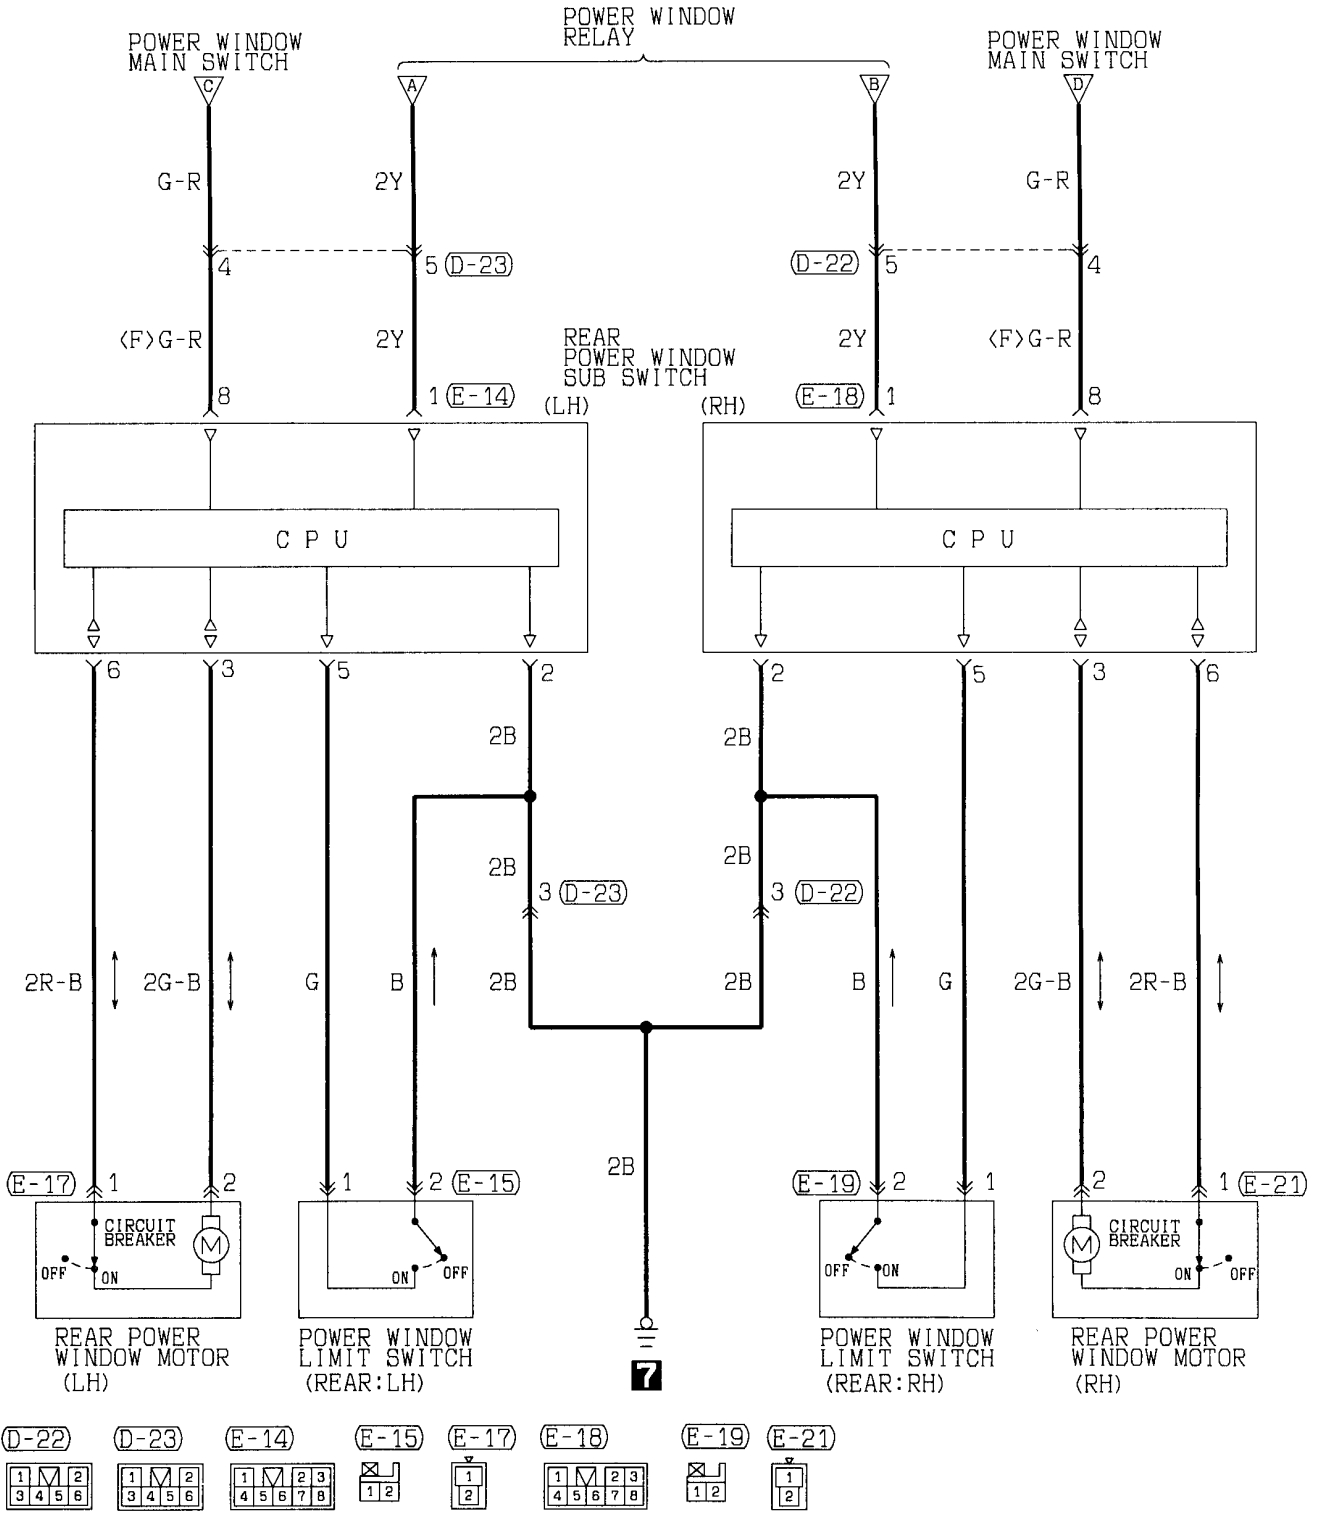 POWER WINDOW
RELAY
POWER WINDOW
MAIN SWITCH
POWER WINDOW
MAIN SWITCH
C
A
B
D
G-R
2Y
2Y
G-R
4
5
D-23
D-22
5
4
<F>G-R
2Y
2Y
<F>G-R
REAR
POWER WINDOW
SUB SWITCH
8
1
E-14
(LH)
(RH)
E-18
1
8
CPU
CPU
6
3
5
2
2
5
3
6
2B
2B
2B
2B
3
D-23
3
D-22
2R-B
2G-B
G
B
2B
2B
B
G
2G-B
2R-B
2B
E-17
1
2
1
2
E-15
E-19
2
1
2
1
E-21
CIRCUIT
BREAKER
M
OFF
ON
ON
OFF
OFF
ON
M
CIRCUIT
BREAKER
ON
OFF
REAR POWER
WINDOW MOTOR
(LH)
POWER WINDOW
LIMIT SWITCH
(REAR:LH)
7
POWER WINDOW
LIMIT SWITCH
(REAR:RH)
REAR POWER
WINDOW MOTOR
(RH)
D-22
D-23
E-14
E-15
E-17
E-18
E-19
E-21
1 2
3 4 5 6
1 2
3 4 5 6
1 2 3
4 5 6 7 8
1 2
1
2
1 2 3
4 5 6 7 8
1 2
1
2